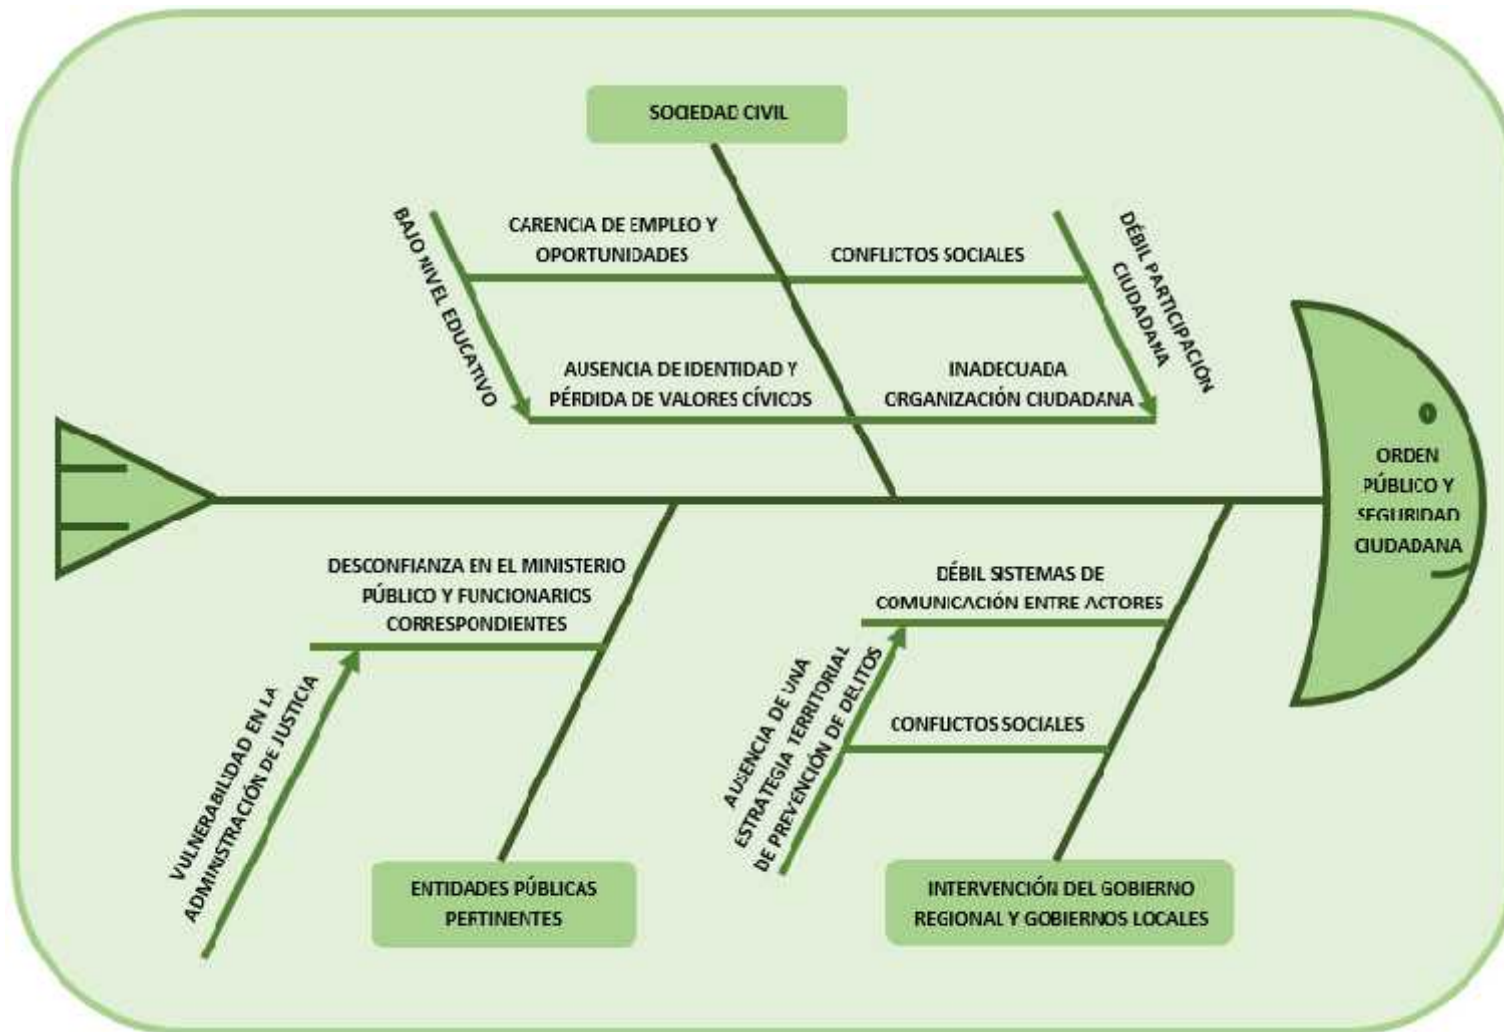 SOCIEDAD CIVIL
BAJO NIVEL EDUCATIVO
CARENCIA DE EMPLEO Y
OPORTUNIDADES
CONFLICTOS SOCIALES
DÉBIL PARTICIPACIÓN
CIUDADANA
AUSENCIA DE IDENTIDAD Y
PÉRDIDA DE VALORES CÍVICOS
INADECUADA
ORGANIZACIÓN CIUDADANA
ORDEN
PÚBLICO Y
SEGURIDAD
CIUDADANA
DESCONFIANZA EN EL MINISTERIO
PÚBLICO Y FUNCIONARIOS
CORRESPONDIENTES
VULNERABILIDAD EN LA
ADMINISTRACIÓN DE JUSTICIA
ENTIDADES PÚBLICAS
PERTINENTES
DÉBIL SISTEMAS DE
COMUNICACIÓN ENTRE ACTORES
AUSENCIA DE UNA
ESTRATEGIA TERRITORIAL
DE PREVENCIÓN DE DELITOS
CONFLICTOS SOCIALES
INTERVENCIÓN DEL GOBIERNO
REGIONAL Y GOBIERNOS LOCALES